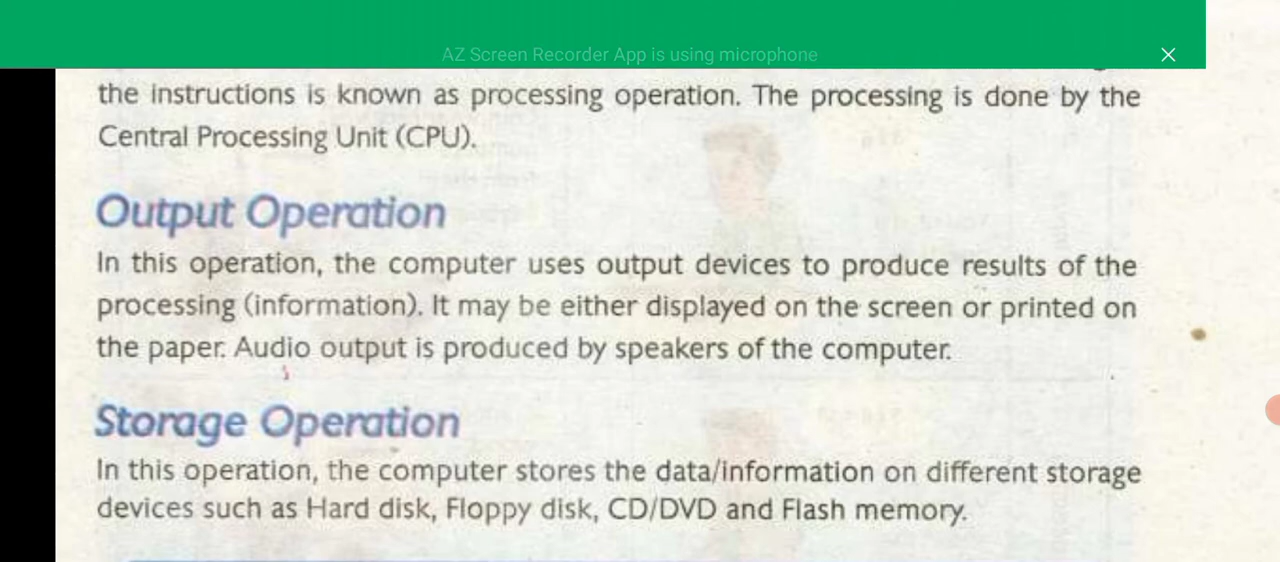 AZ Screen Recorder App is using microphone
the instructions is known as processing operation. The processing is done by the
Central Processing Unit (CPU).
Output Operation
In this operation, the computer uses output devices to produce results of the
processing (information). It may be either displayed on the screen or printed on
the paper. Audio output is produced by speakers of the computer.
Storage Operation
In this operation, the computer stores the data/information on different storage
devices such as Hard disk, Floppy disk, CD/DVD and Flash memory.